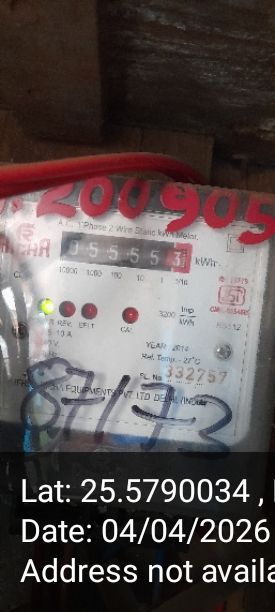 200905
A.C. 1 Phase 2 Wire Static kWh Meter.
055553 kWh
10000 1000 100 10 1 1/10
REV. E/LT CAL 3200 Imp/kWh
10 A
YEAR 2014
Ref. Temp.- 27°C
SL. No. 332757
EQUIPMENTS PVT. LTD DELHI (INDIA)
87173
Lat: 25.5790034 ,
Date: 04/04/2026
Address not availa